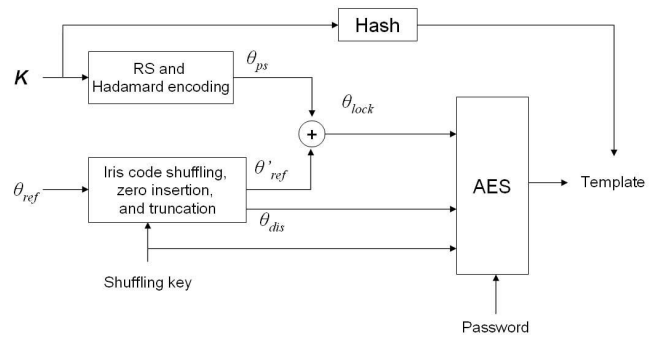 Hash
K
RS and
Hadamard encoding
θps
θlock
+
θref
Iris code shuffling,
zero insertion,
and truncation
θ'ref
θdis
AES
Template
Shuffling key
Password